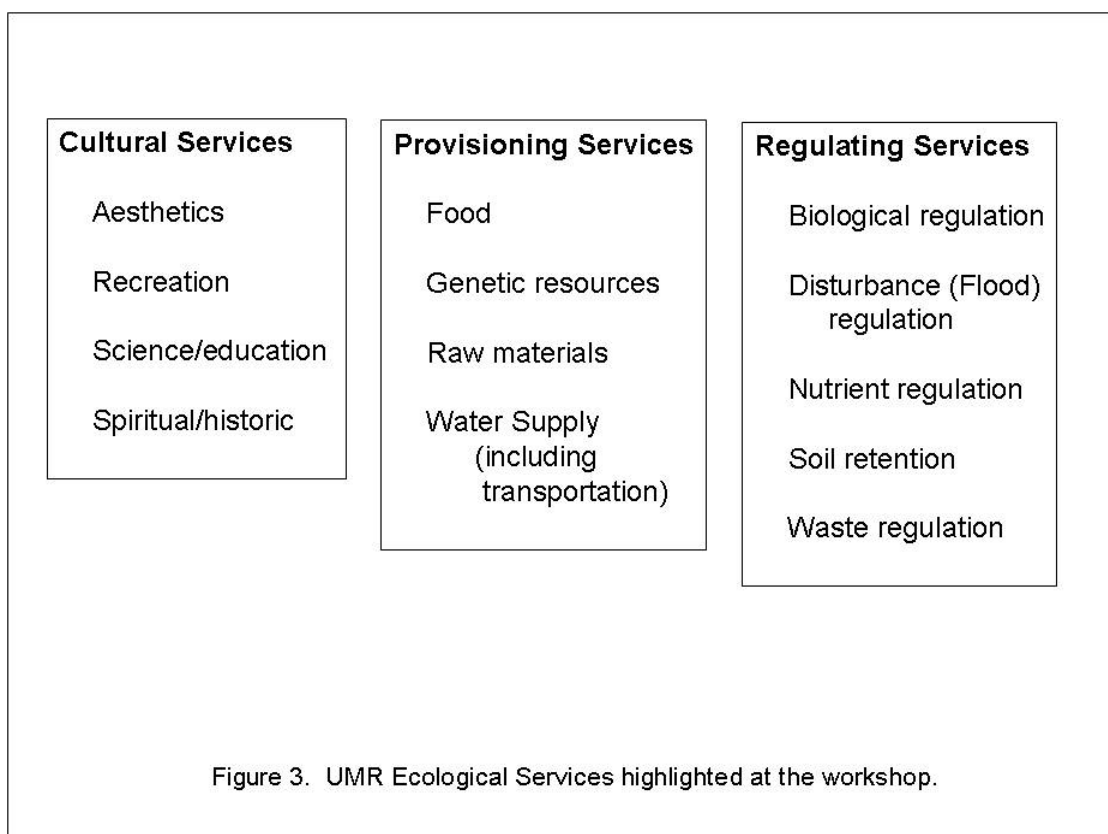 Cultural Services
Aesthetics
Recreation
Science/education
Spiritual/historic
Provisioning Services
Food
Genetic resources
Raw materials
Water Supply
(including
transportation)
Regulating Services
Biological regulation
Disturbance (Flood)
regulation
Nutrient regulation
Soil retention
Waste regulation
Figure 3. UMR Ecological Services highlighted at the workshop.